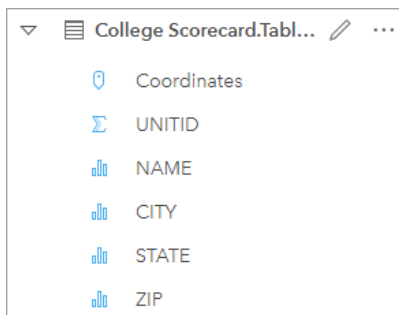 College Scorecard.Tabl...
Coordinates
UNITID
NAME
CITY
STATE
ZIP